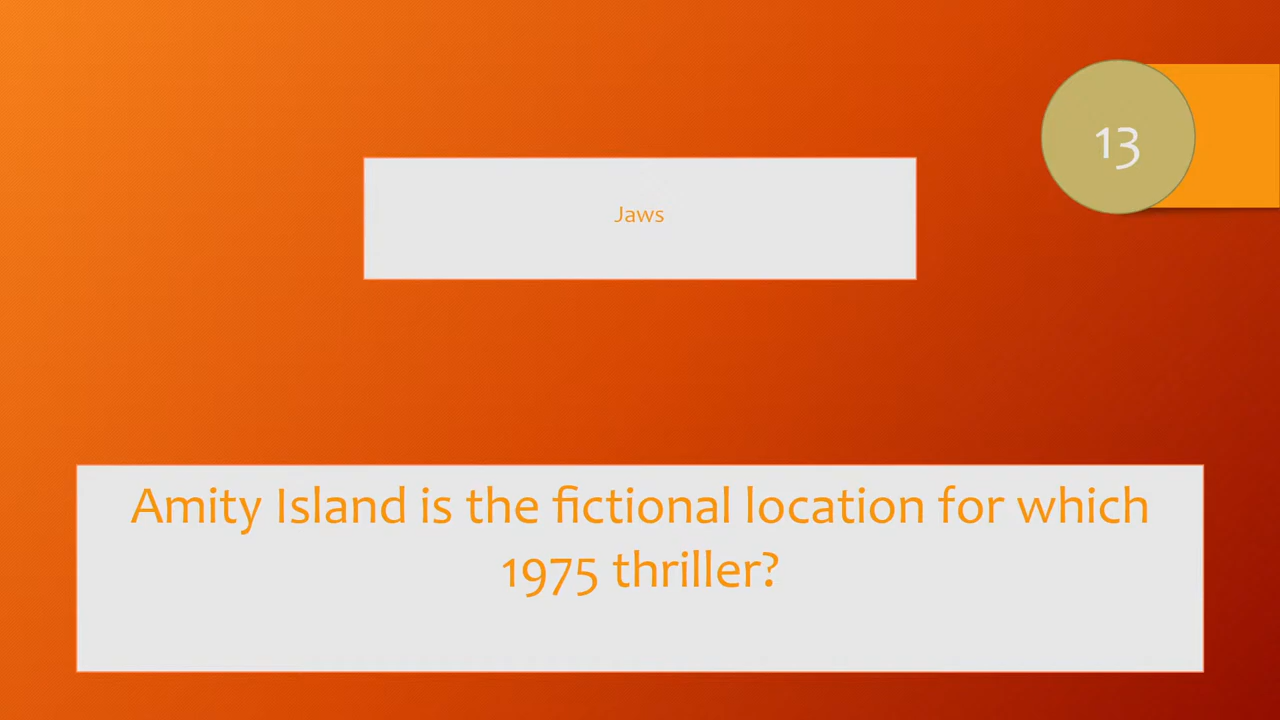 13
Jaws
Amity Island is the fictional location for which
1975 thriller?